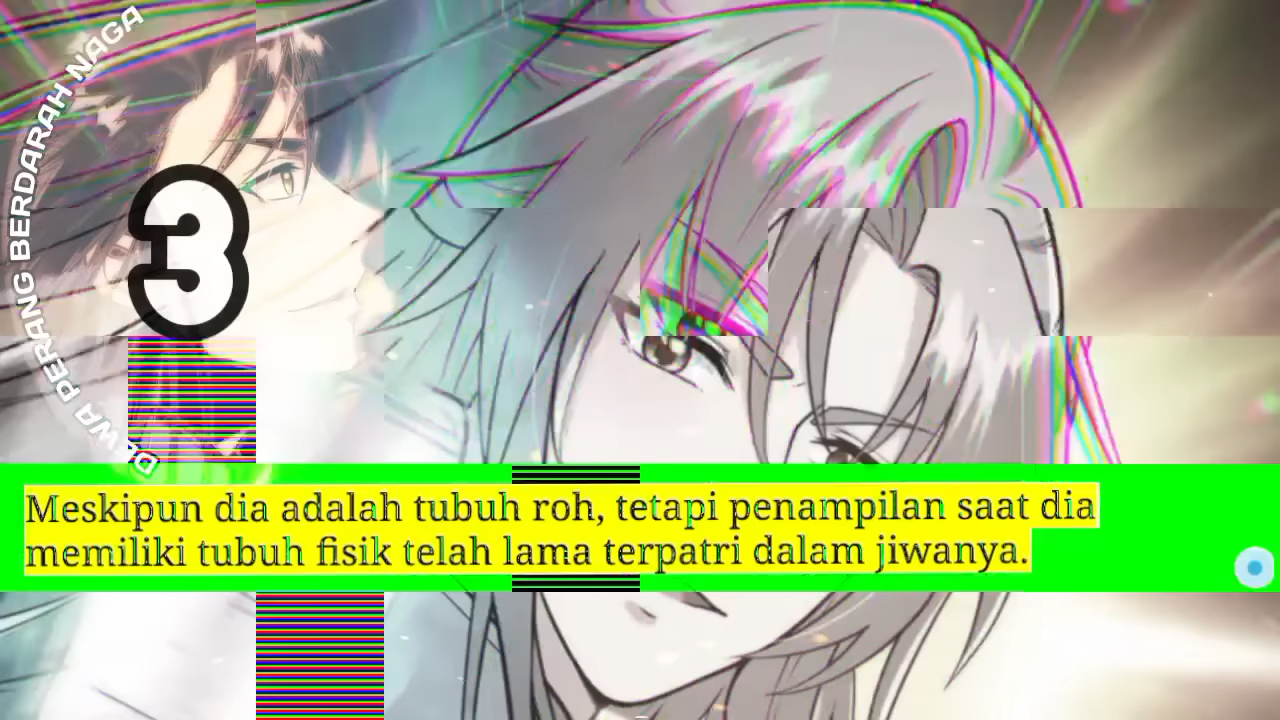 DEWA PERANG BERDARAH NAGA
3
Meskipun dia adalah tubuh roh, tetapi penampilan saat dia
memiliki tubuh fisik telah lama terpatri dalam jiwanya.